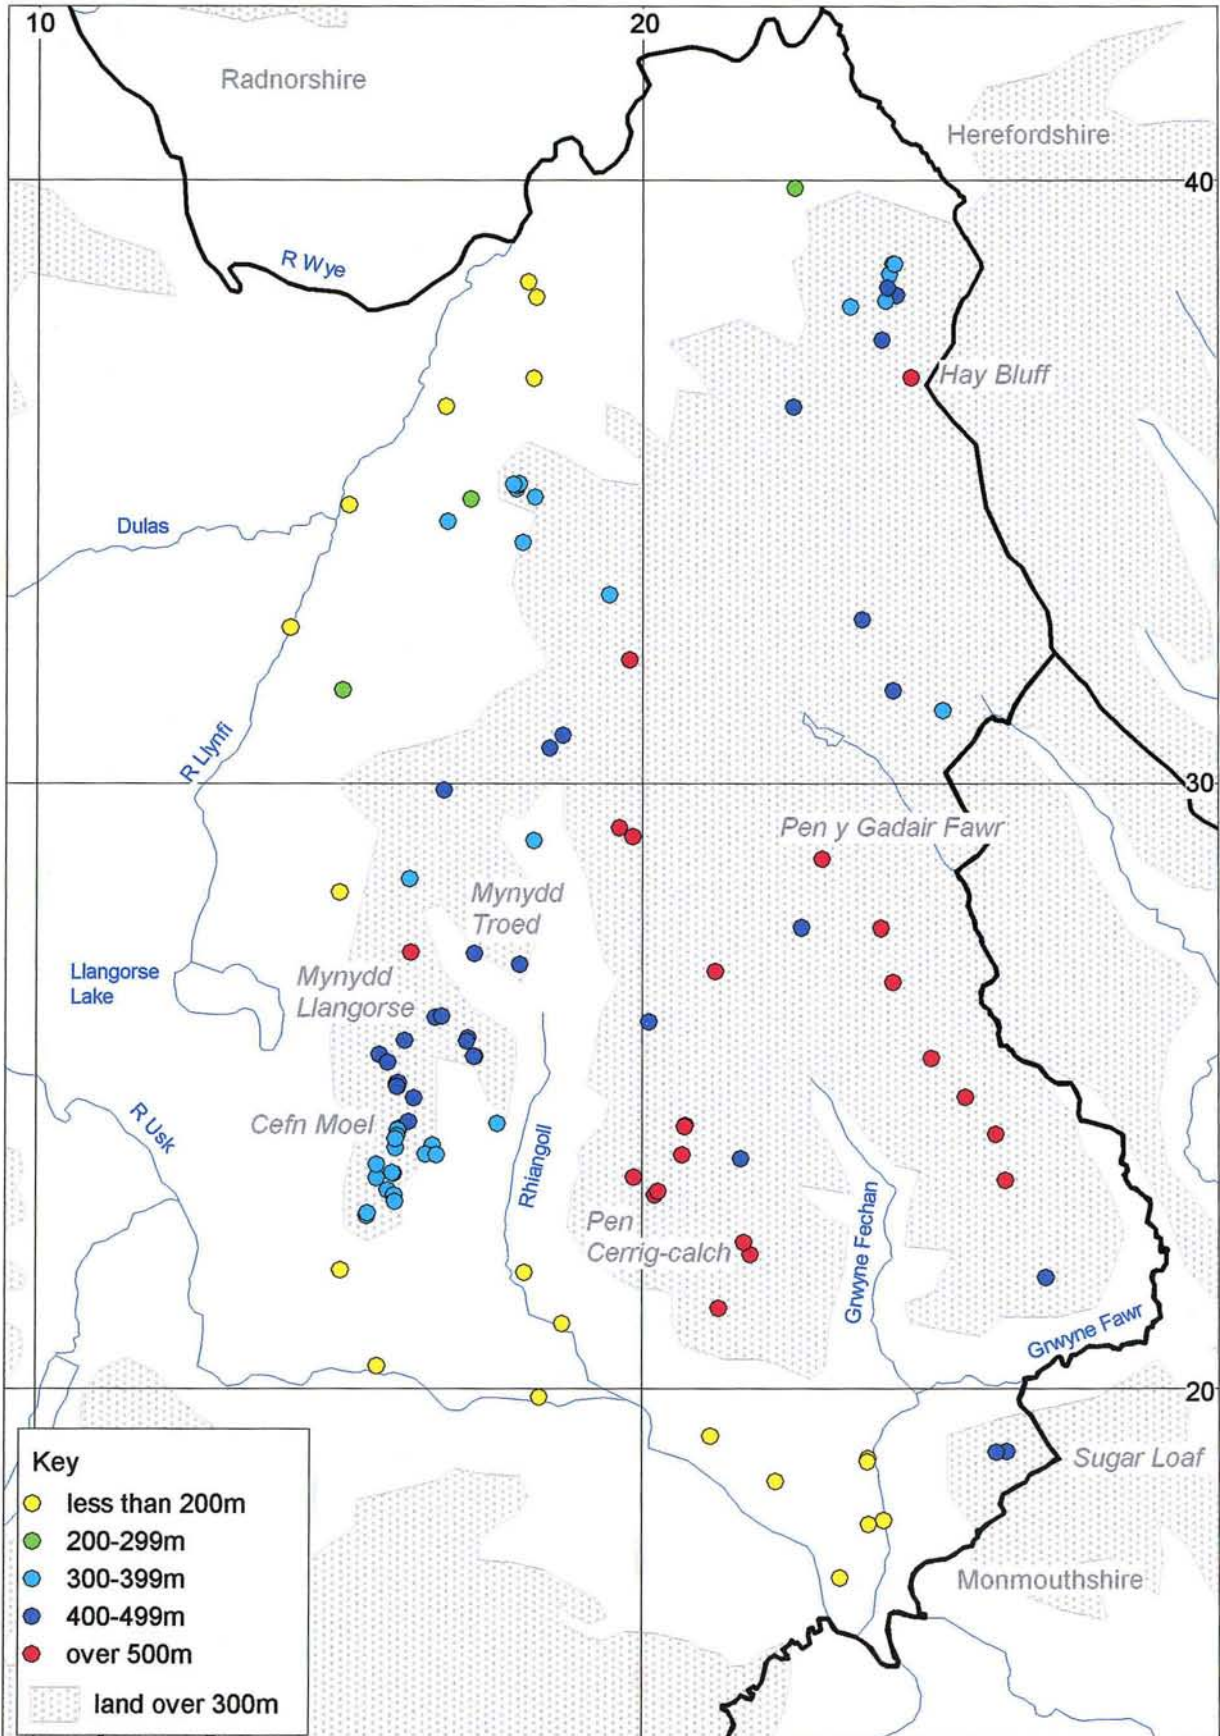 10
20
Radnorshire
Herefordshire
40
R Wye
Hay Bluff
Dulas
R Llynfi
30
Pen y Gadair Fawr
Mynydd
Troed
Llangorse
Lake
Mynydd
Llangorse
R Usk
Cefn Moel
Rhiangoll
Pen
Cerrig-calch
Grwyne Fechan
Grwyne Fawr
20
Sugar Loaf
Monmouthshire
Key
less than 200m
200-299m
300-399m
400-499m
over 500m
land over 300m